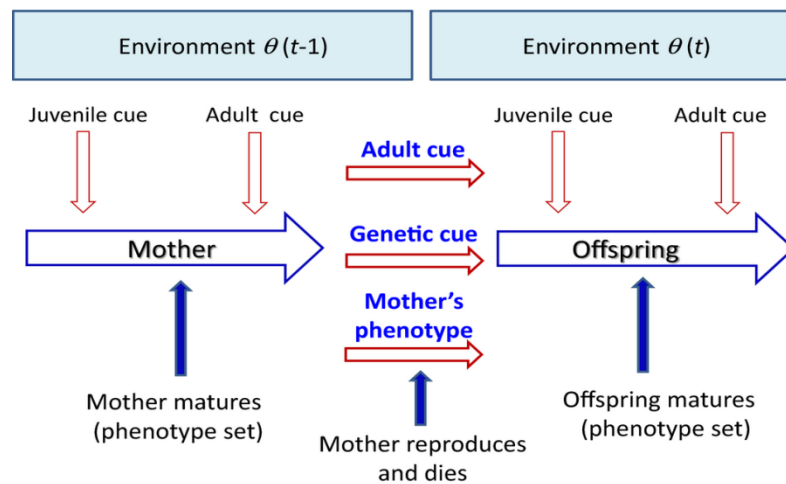 Environment θ (t-1)
Environment θ (t)
Juvenile cue
Adult cue
Juvenile cue
Adult cue
Adult cue
Genetic cue
Mother
Offspring
Mother's
phenotype
Mother matures
(phenotype set)
Mother reproduces
and dies
Offspring matures
(phenotype set)